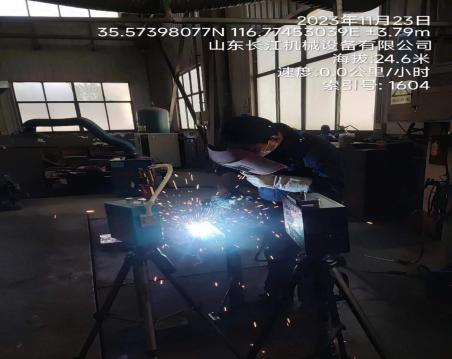 2023年11月23日
35.57398077N 116.77453039E ±3.79m
山东长江机械设备有限公司
海拔:24.6米
速度:0.0公里/小时
索引号: 1604